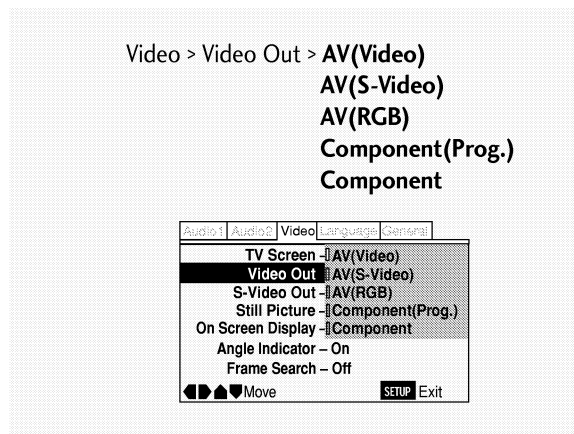 Video > Video Out > AV(Video)
AV(S-Video)
AV(RGB)
Component(Prog.)
Component
Audio1 Audio2 Video Language General
TV Screen - AV(Video)
Video Out AV(S-Video)
S-Video Out - AV(RGB)
Still Picture - Component(Prog.)
On Screen Display - Component
Angle Indicator – On
Frame Search – Off
Move SETUP Exit